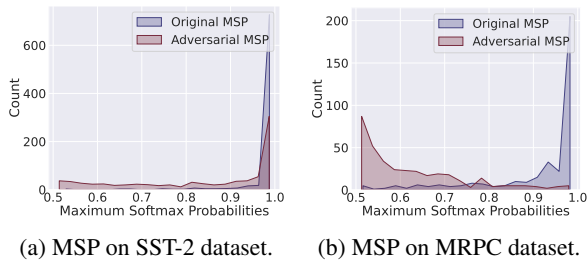 Original MSP
Adversarial MSP
600
400
200
0
Count
0.5 0.6 0.7 0.8 0.9 1.0
Maximum Softmax Probabilities
(a) MSP on SST-2 dataset.
Original MSP
Adversarial MSP
200
150
100
50
0
Count
0.5 0.6 0.7 0.8 0.9 1.0
Maximum Softmax Probabilities
(b) MSP on MRPC dataset.